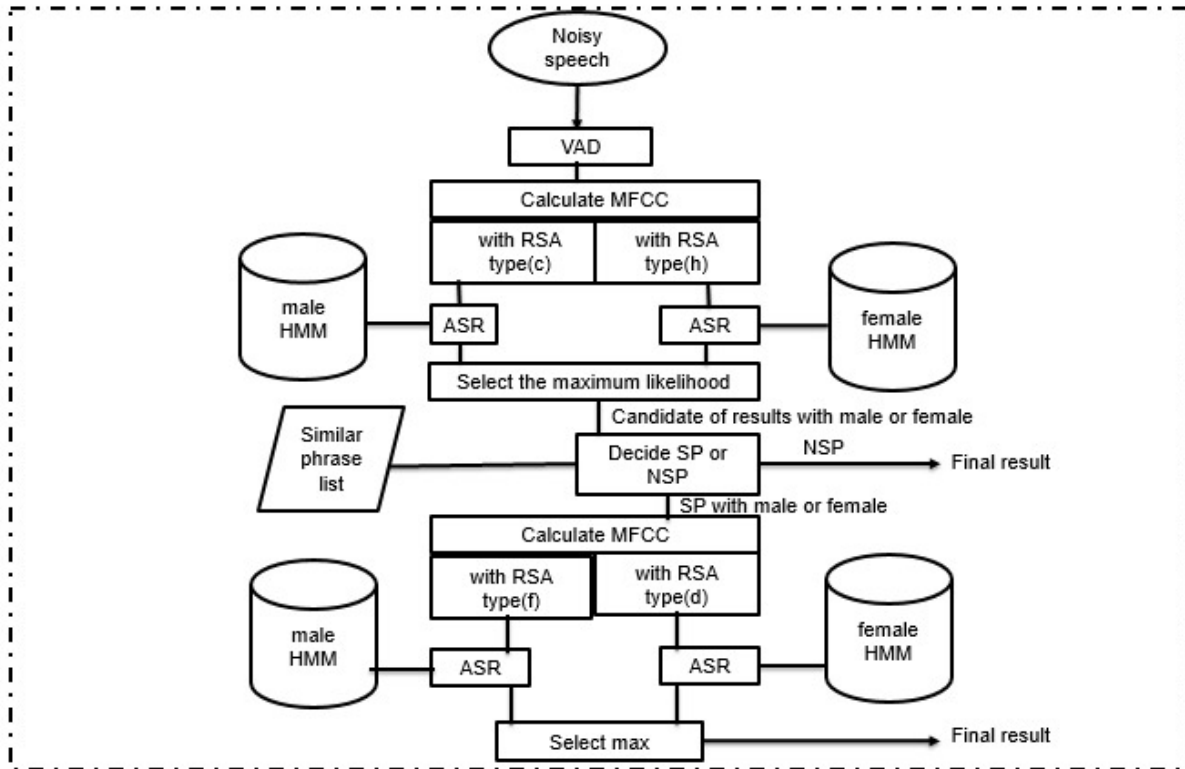 Noisy
speech
VAD
Calculate MFCC
with RSA
type(c)
with RSA
type(h)
male
HMM
ASR
ASR
female
HMM
Select the maximum likelihood
Candidate of results with male or female
Similar
phrase
list
Decide SP or
NSP
NSP
Final result
SP with male or female
Calculate MFCC
with RSA
type(f)
with RSA
type(d)
male
HMM
ASR
ASR
female
HMM
Select max
Final result